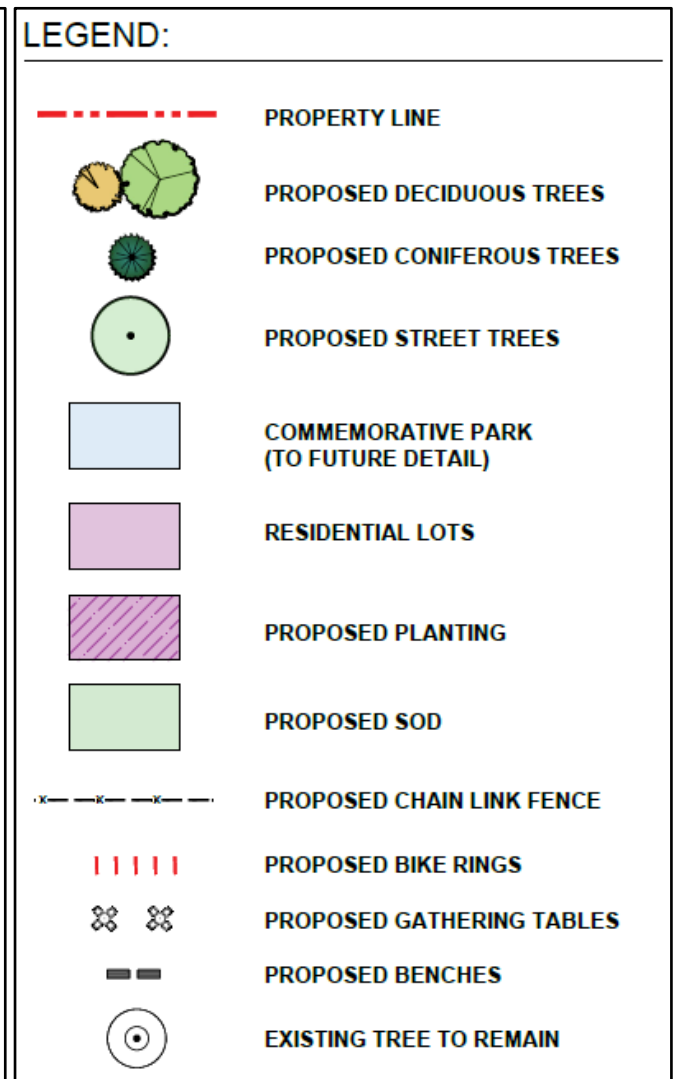 LEGEND:
PROPERTY LINE
PROPOSED DECIDUOUS TREES
PROPOSED CONIFEROUS TREES
PROPOSED STREET TREES
COMMEMORATIVE PARK
(TO FUTURE DETAIL)
RESIDENTIAL LOTS
PROPOSED PLANTING
PROPOSED SOD
PROPOSED CHAIN LINK FENCE
PROPOSED BIKE RINGS
PROPOSED GATHERING TABLES
PROPOSED BENCHES
EXISTING TREE TO REMAIN